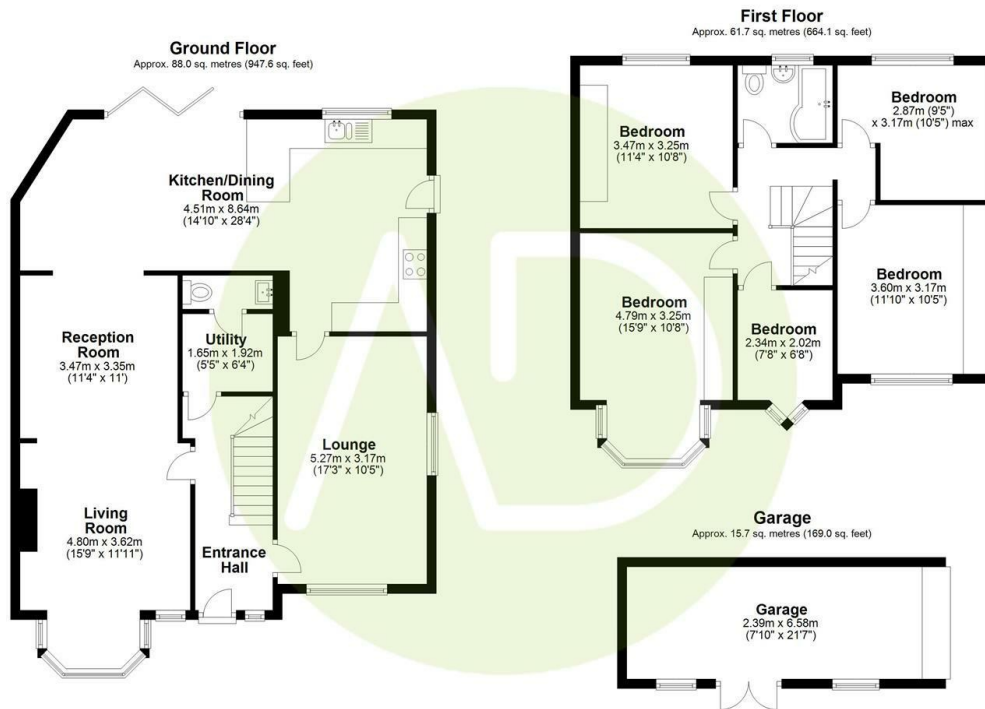 Ground Floor
Approx. 88.0 sq. metres (947.6 sq. feet)
Kitchen/Dining
Room
4.51m x 8.64m
(14'10" x 28'4")
Reception
Room
3.47m x 3.35m
(11'4" x 11')
Utility
1.65m x 1.92m
(5'5" x 6'4")
Lounge
5.27m x 3.17m
(17'3" x 10'5")
Living
Room
4.80m x 3.62m
(15'9" x 11'11")
Entrance
Hall
First Floor
Approx. 61.7 sq. metres (664.1 sq. feet)
Bedroom
3.47m x 3.25m
(11'4" x 10'8")
Bedroom
2.87m (9'5")
x 3.17m (10'5") max
Bedroom
4.79m x 3.25m
(15'9" x 10'8")
Bedroom
2.34m x 2.02m
(7'8" x 6'8")
Bedroom
3.60m x 3.17m
(11'10" x 10'5")
Garage
Approx. 15.7 sq. metres (169.0 sq. feet)
Garage
2.39m x 6.58m
(7'10" x 21'7")
AD